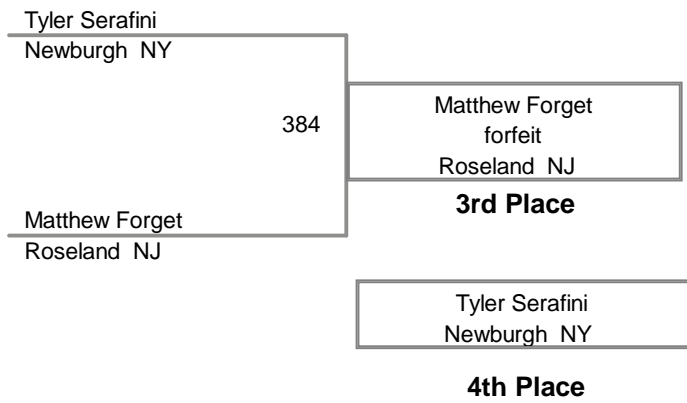 Tyler Serafini
Newburgh NY
384
Matthew Forget
forfeit
Roseland NJ
3rd Place
Matthew Forget
Roseland NJ
Tyler Serafini
Newburgh NY
4th Place